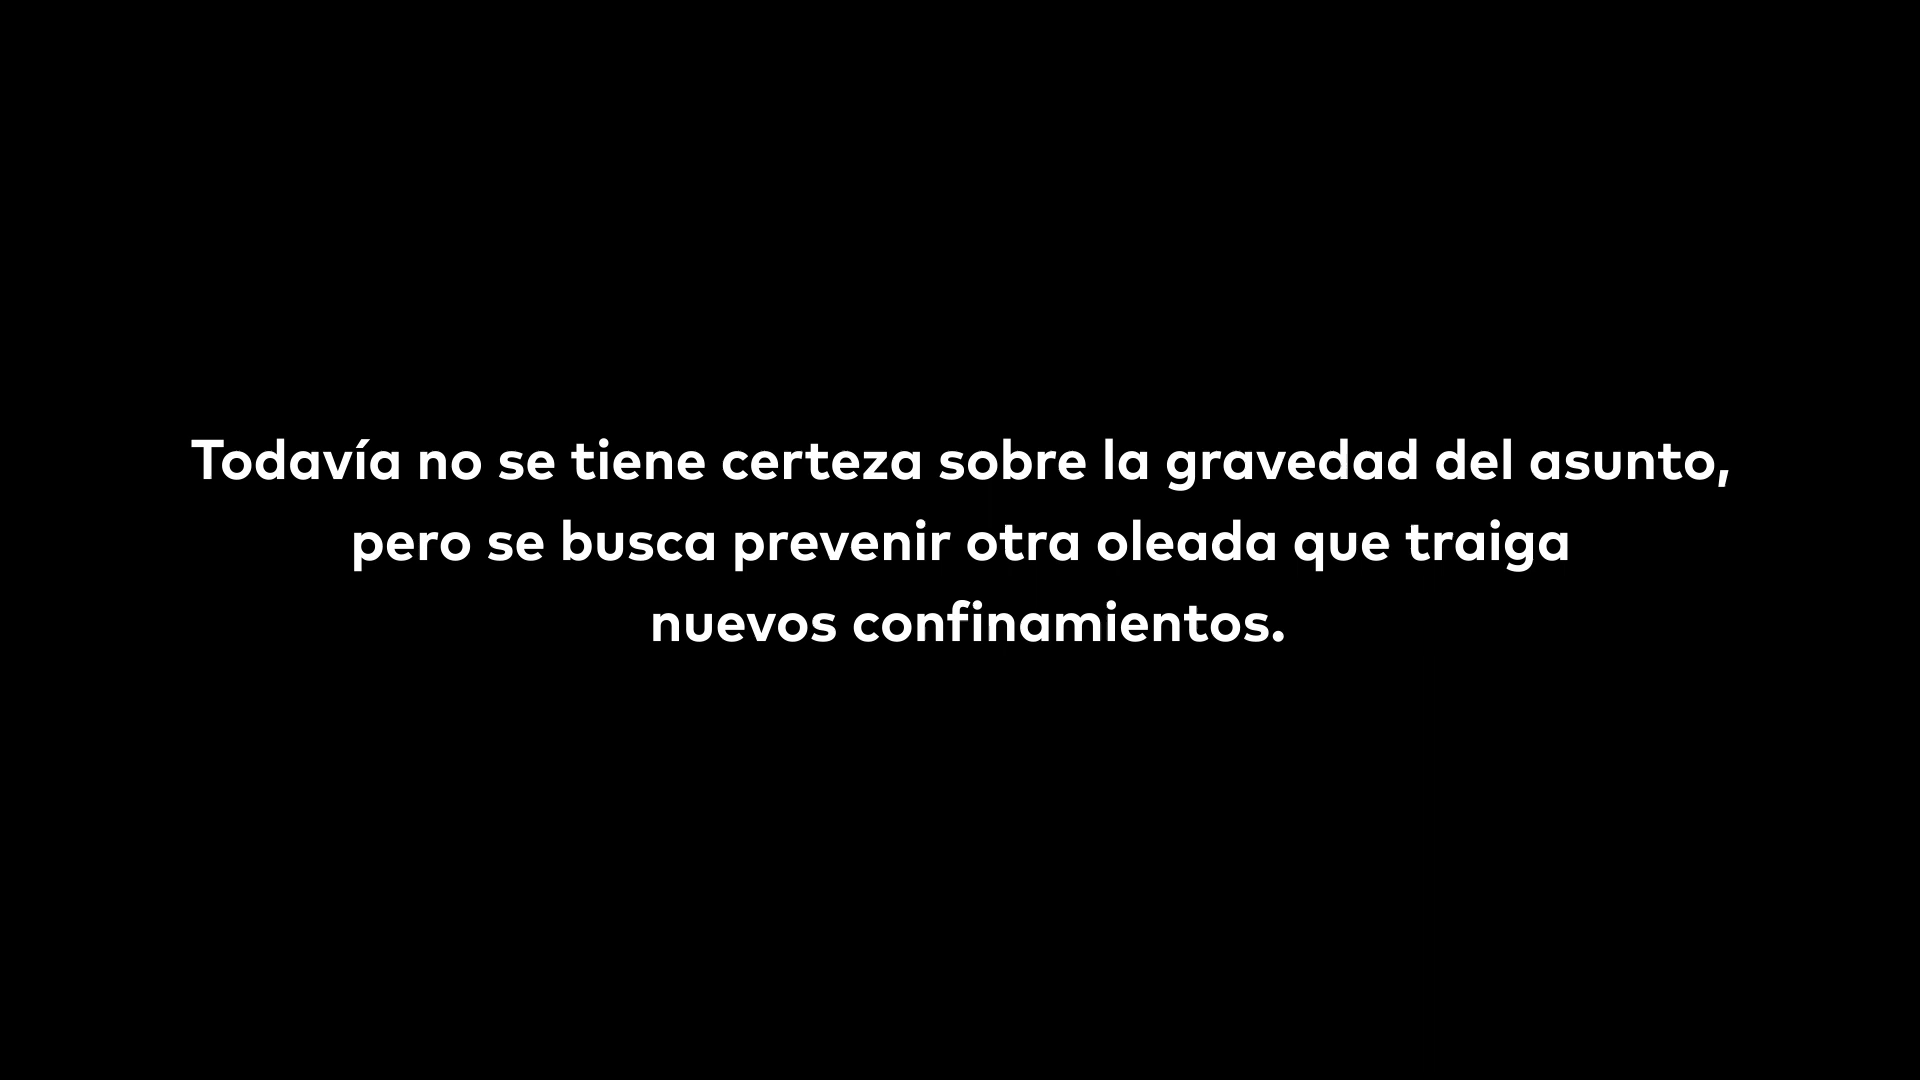 Todavía no se tiene certeza sobre la gravedad del asunto,
pero se busca prevenir otra oleada que traiga
nuevos confinamientos.